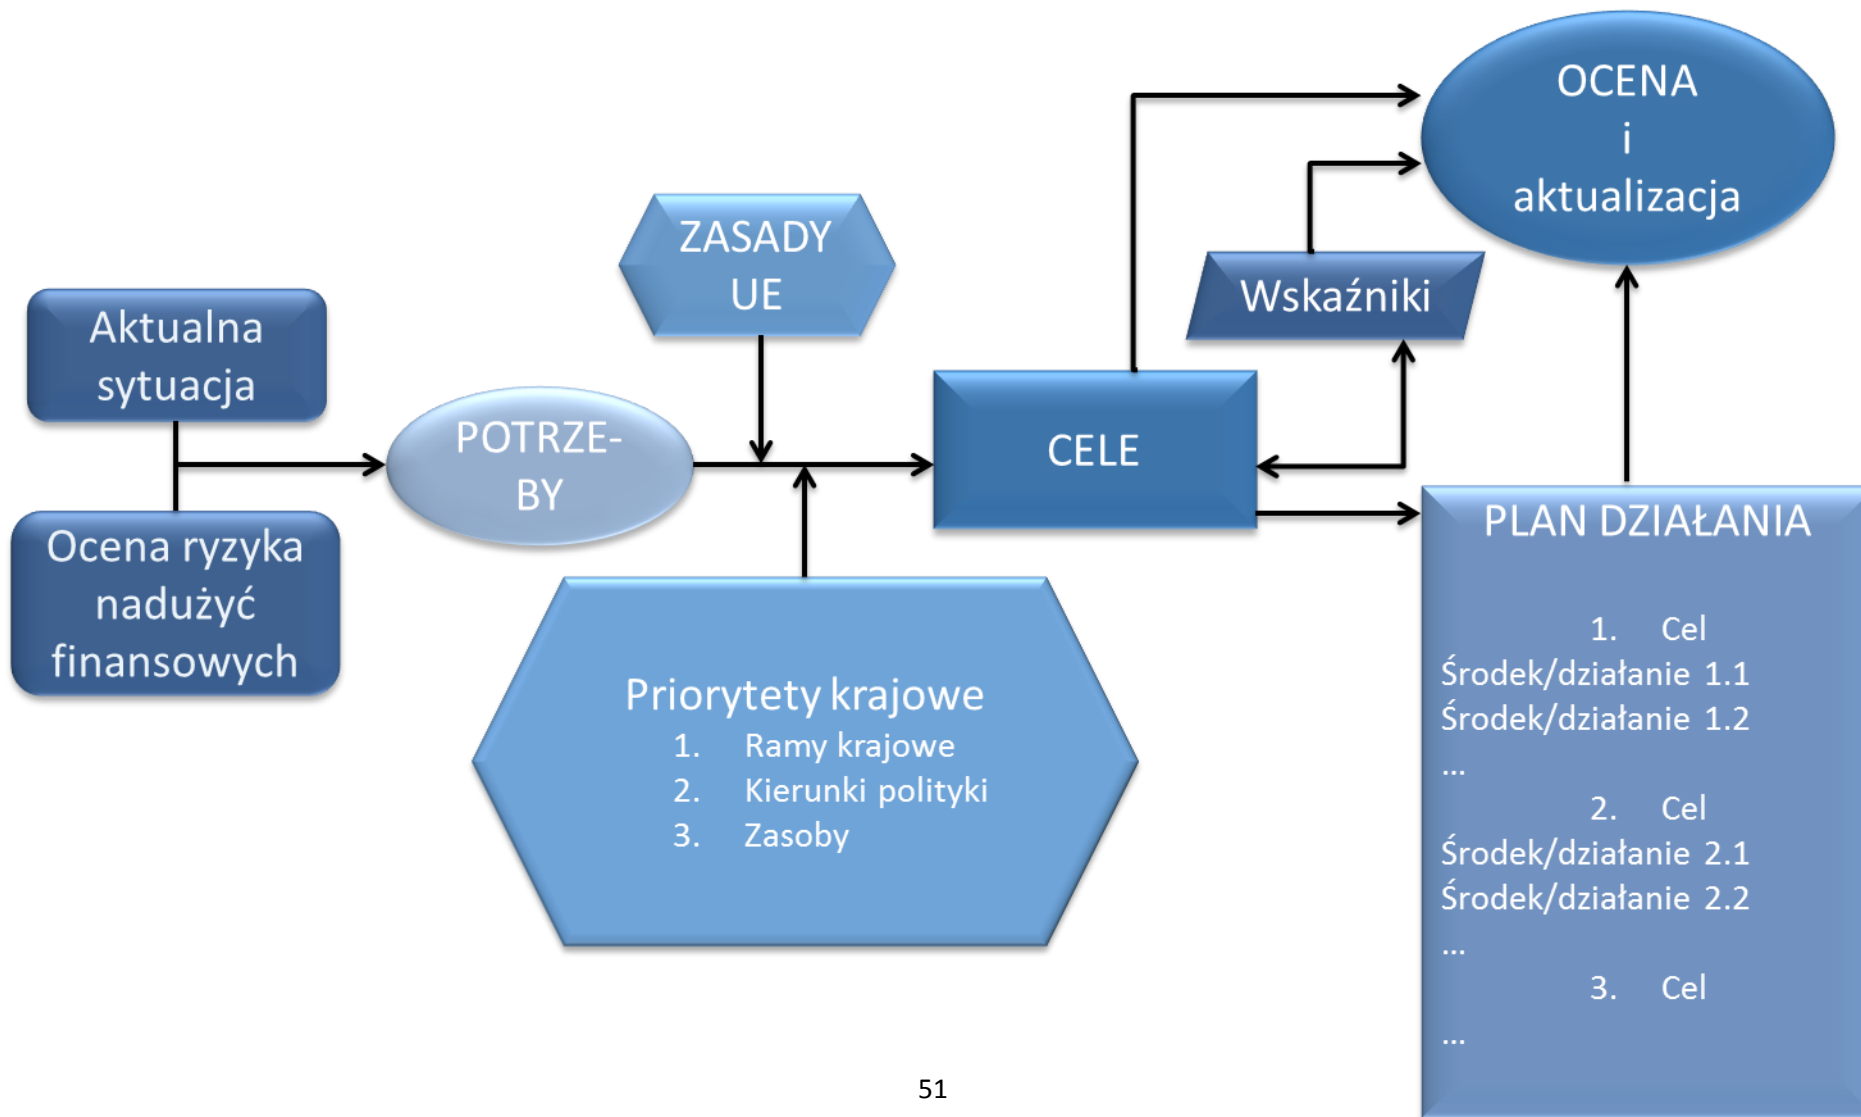 Aktualna
sytuacja
Ocena ryzyka
nadużyć
finansowych
POTRZE-
BY
ZASADY
UE
Priorytety krajowe
1. Ramy krajowe
2. Kierunki polityki
3. Zasoby
CELE
Wskaźniki
OCENA
i
aktualizacja
PLAN DZIAŁANIA
1. Cel
Środek/działanie 1.1
Środek/działanie 1.2
...
2. Cel
Środek/działanie 2.1
Środek/działanie 2.2
...
3. Cel
...
51